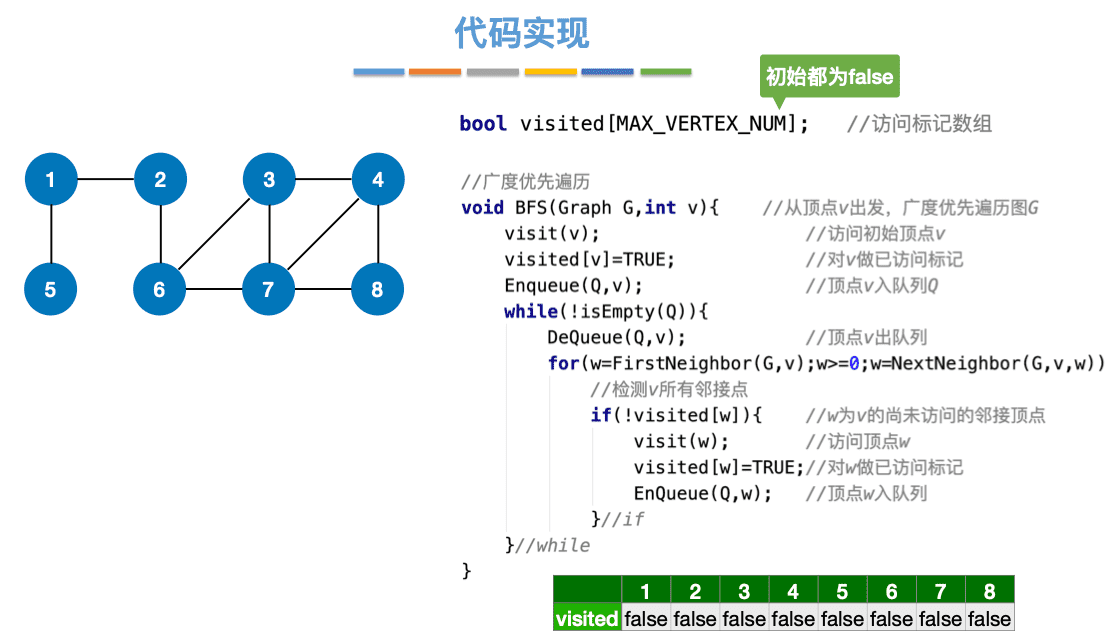 代码实现
初始都为false
bool visited[MAX_VERTEX_NUM]; //访问标记数组
//广度优先遍历
void BFS(Graph G,int v){ //从顶点v出发，广度优先遍历图G
visit(v); //访问初始顶点v
visited[v]=TRUE; //对v做已访问标记
Enqueue(Q,v); //顶点v入队列Q
while(!isEmpty(Q)){
DeQueue(Q,v); //顶点v出队列
for(w=FirstNeighbor(G,v);w>=0;w=NextNeighbor(G,v,w))
//检测v所有邻接点
if(!visited[w]){ //w为v的尚未访问的邻接顶点
visit(w); //访问顶点w
visited[w]=TRUE;//对w做已访问标记
EnQueue(Q,w); //顶点w入队列
}//if
}//while
}
1 2 3 4
5 6 7 8
1 2 3 4 5 6 7 8
visited false false false false false false false false